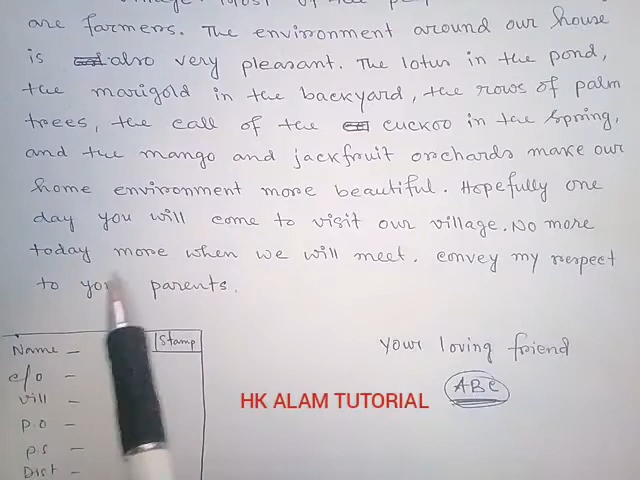 are farmers. The environment around our house
is also very pleasant. The lotus in the pond,
the marigold in the backyard, the rows of palm
trees, the call of the cuckoo in the spring,
and the mango and jackfruit orchards make our
home environment more beautiful. Hopefully one
day you will come to visit our village. No more
today more when we will meet. convey my respect
to your parents.
Your loving friend
ABC
Stamp
Name -
c/o -
vill -
P.O -
P.S -
Dist -
HK ALAM TUTORIAL